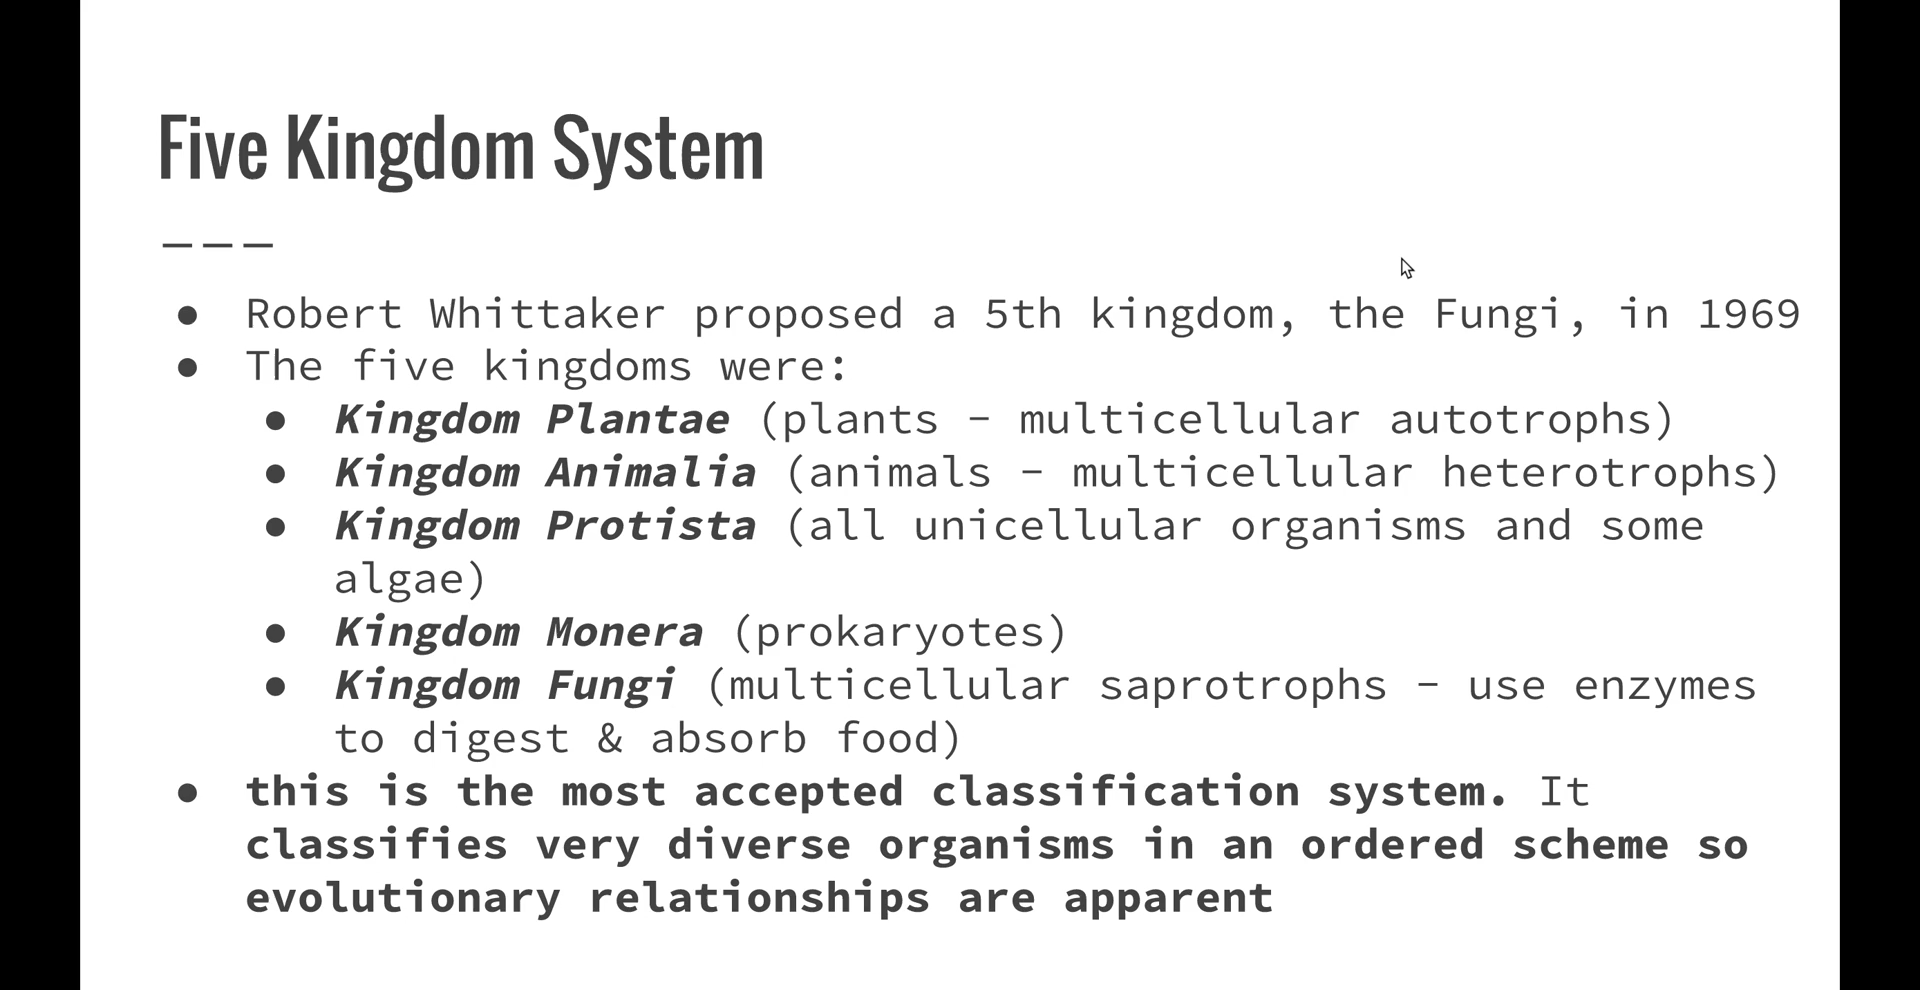 Five Kingdom System
---
● Robert Whittaker proposed a 5th kingdom, the Fungi, in 1969
● The five kingdoms were:
● Kingdom Plantae (plants - multicellular autotrophs)
● Kingdom Animalia (animals - multicellular heterotrophs)
● Kingdom Protista (all unicellular organisms and some
algae)
● Kingdom Monera (prokaryotes)
● Kingdom Fungi (multicellular saprotrophs - use enzymes
to digest & absorb food)
● this is the most accepted classification system. It
classifies very diverse organisms in an ordered scheme so
evolutionary relationships are apparent